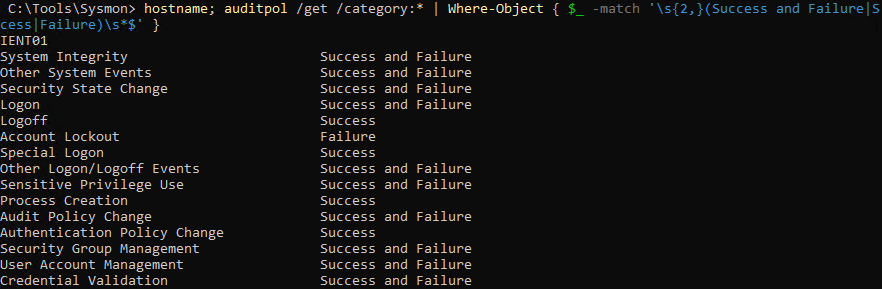 C:\Tools\Sysmon> hostname; auditpol /get /category:* | Where-Object { $_ -match '\s{2,}(Success and Failure|S
cess|Failure)\s*$' }
IENT01
System Integrity                        Success and Failure
Other System Events                     Success and Failure
Security State Change                   Success and Failure
Logon                                   Success and Failure
Logoff                                  Success
Account Lockout                         Failure
Special Logon                           Success
Other Logon/Logoff Events               Success and Failure
Sensitive Privilege Use                 Success and Failure
Process Creation                        Success
Audit Policy Change                     Success and Failure
Authentication Policy Change            Success
Security Group Management               Success and Failure
User Account Management                 Success and Failure
Credential Validation                   Success and Failure